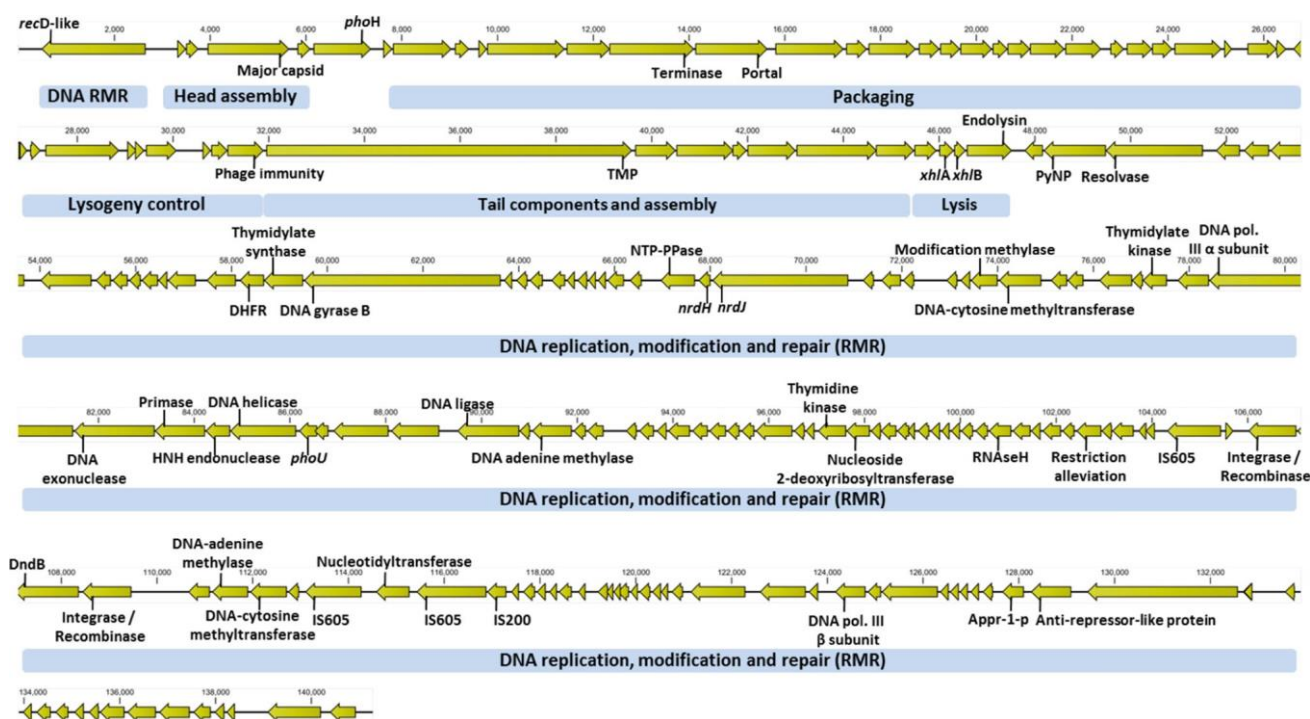 recD-like phoH
2,000 4,000 6,000 8,000 10,000 12,000 14,000 16,000 18,000 20,000 22,000 24,000 26,000
Major capsid Terminase Portal
DNA RMR Head assembly Packaging
Endolysin
28,000 30,000 32,000 34,000 36,000 38,000 40,000 42,000 44,000 46,000 48,000 50,000 52,000
Phage immunity TMP xhlA xhlB PyNP Resolvase
Lysogeny control Tail components and assembly Lysis
Thymidylate synthase NTP-PPase Modification methylase Thymidylate kinase DNA pol. III α subunit
54,000 56,000 58,000 60,000 62,000 64,000 66,000 68,000 70,000 72,000 74,000 76,000 78,000 80,000
DHFR DNA gyrase B nrdH nrdJ DNA-cytosine methyltransferase
DNA replication, modification and repair (RMR)
Primase DNA helicase DNA ligase Thymidine kinase
82,000 84,000 86,000 88,000 90,000 92,000 94,000 96,000 98,000 100,000 102,000 104,000 106,000
DNA exonuclease HNH endonuclease phoU DNA adenine methylase Nucleoside 2-deoxyribosyltransferase RNAseH Restriction alleviation IS605 Integrase / Recombinase
DNA replication, modification and repair (RMR)
DndB DNA-adenine methylase Nucleotidyltransferase
108,000 110,000 112,000 114,000 116,000 118,000 120,000 122,000 124,000 126,000 128,000 130,000 132,000
Integrase / Recombinase DNA-cytosine methyltransferase IS605 IS605 IS200 DNA pol. III β subunit Appr-1-p Anti-repressor-like protein
DNA replication, modification and repair (RMR)
134,000 136,000 138,000 140,000